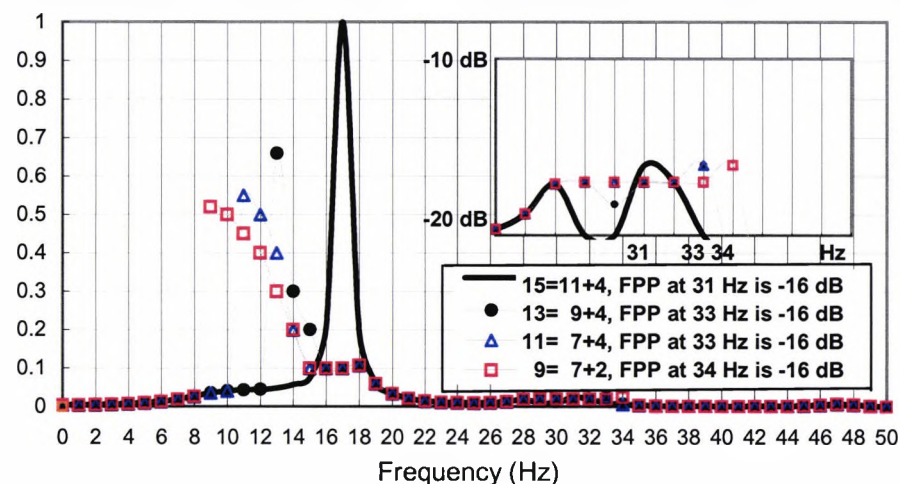 1
0.9
0.8
0.7
0.6
0.5
0.4
0.3
0.2
0.1
0
-10 dB
-20 dB
31 33 34 Hz
15=11+4, FPP at 31 Hz is -16 dB
13= 9+4, FPP at 33 Hz is -16 dB
11= 7+4, FPP at 33 Hz is -16 dB
9= 7+2, FPP at 34 Hz is -16 dB
0 2 4 6 8 10 12 14 16 18 20 22 24 26 28 30 32 34 36 38 40 42 44 46 48 50
Frequency (Hz)